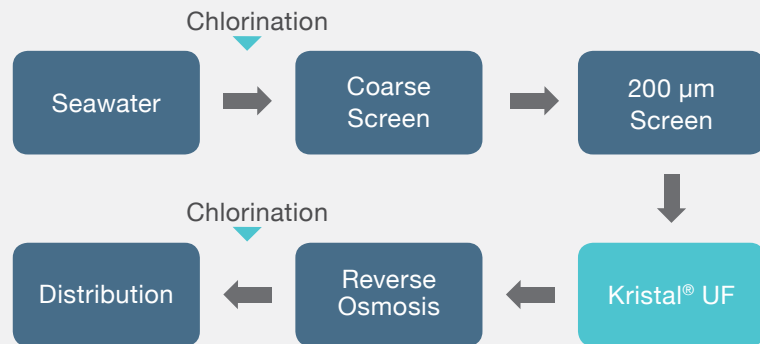 Chlorination
Seawater
Coarse
Screen
200 µm
Screen
Chlorination
Distribution
Reverse
Osmosis
Kristal® UF